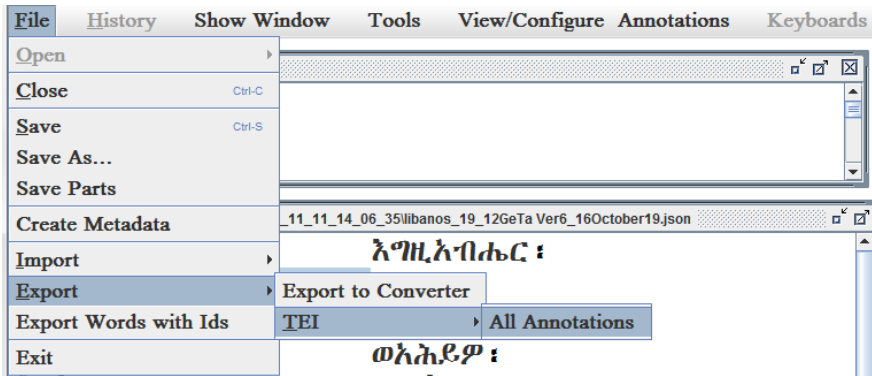 File History Show Window Tools View/Configure Annotations Keyboards
Open
Close Ctrl-C
Save Ctrl-S
Save As...
Save Parts
Create Metadata
_11_11_14_06_35\libanos_19_12GeTa Ver6_16October19.json
እግዚአብሔር ፡
Import
Export Export to Converter
Export Words with Ids TEI All Annotations
Exit ወአሕይዎ ፡